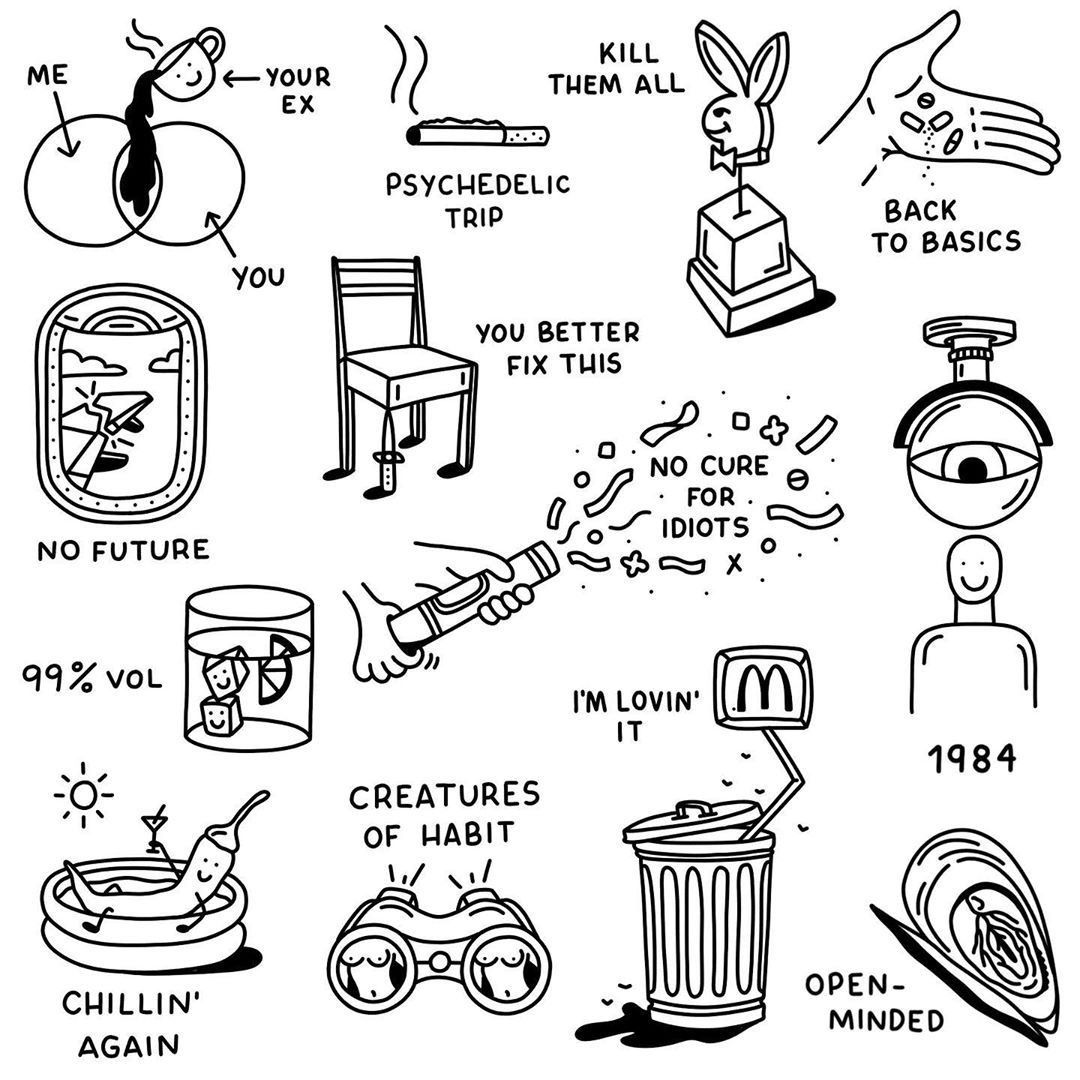 ME
YOUR
EX
YOU
PSYCHEDELIC
TRIP
KILL
THEM ALL
BACK
TO BASICS
NO FUTURE
YOU BETTER
FIX THIS
NO CURE
FOR
IDIOTS
1984
99% VOL
I'M LOVIN'
IT
M
CHILLIN'
AGAIN
CREATURES
OF HABIT
OPEN-
MINDED